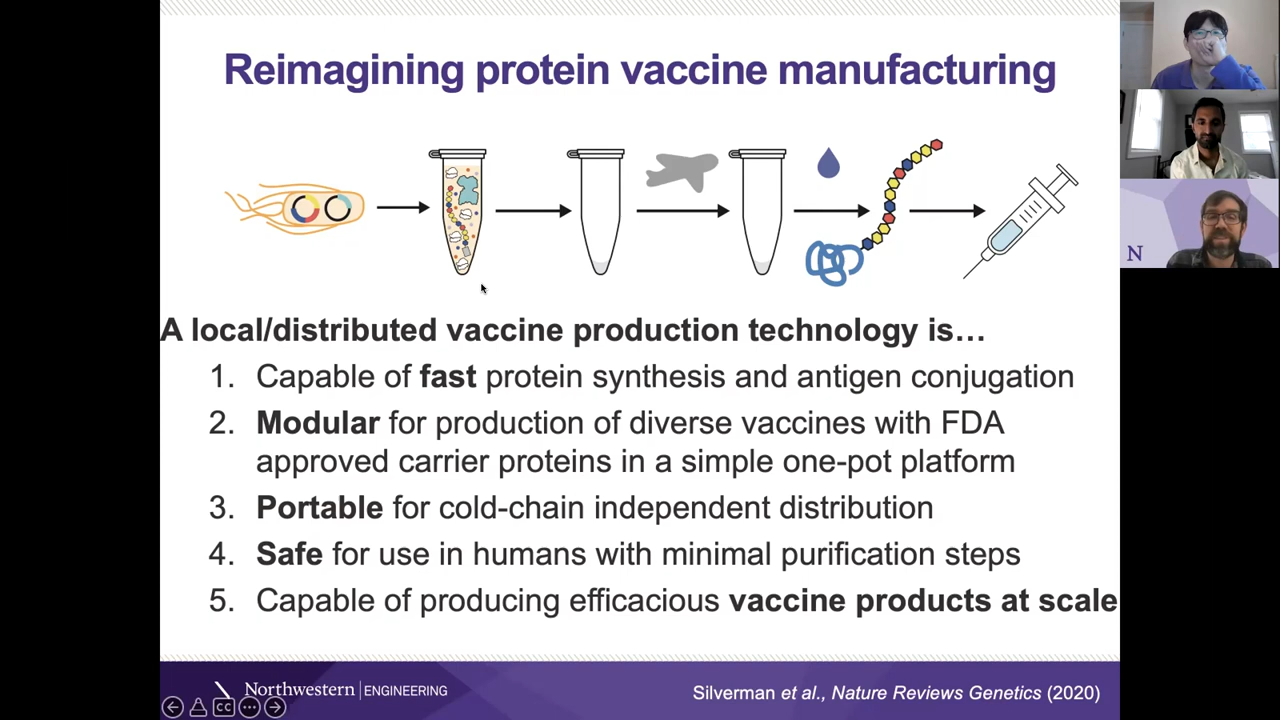 Reimagining protein vaccine manufacturing
A local/distributed vaccine production technology is…
1. Capable of fast protein synthesis and antigen conjugation
2. Modular for production of diverse vaccines with FDA
approved carrier proteins in a simple one-pot platform
3. Portable for cold-chain independent distribution
4. Safe for use in humans with minimal purification steps
5. Capable of producing efficacious vaccine products at scale
N
Northwestern | ENGINEERING
Silverman et al., Nature Reviews Genetics (2020)
CC